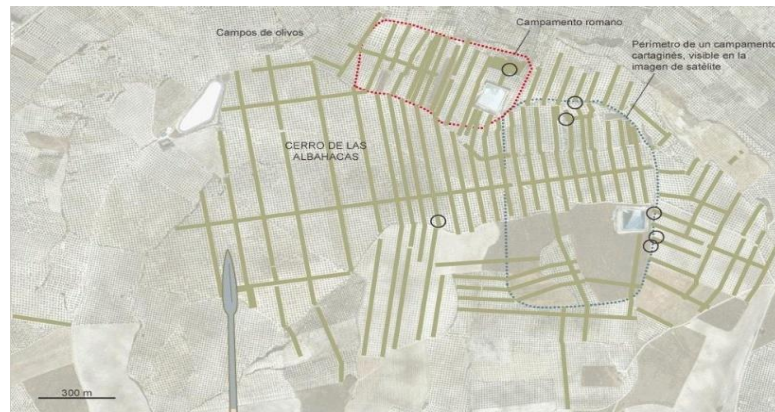 Campos de olivos
Campamento romano
Perímetro de un campamento
cartaginés, visible en la
imagen de satélite
CERRO DE LAS
ALBAHACAS
300 m